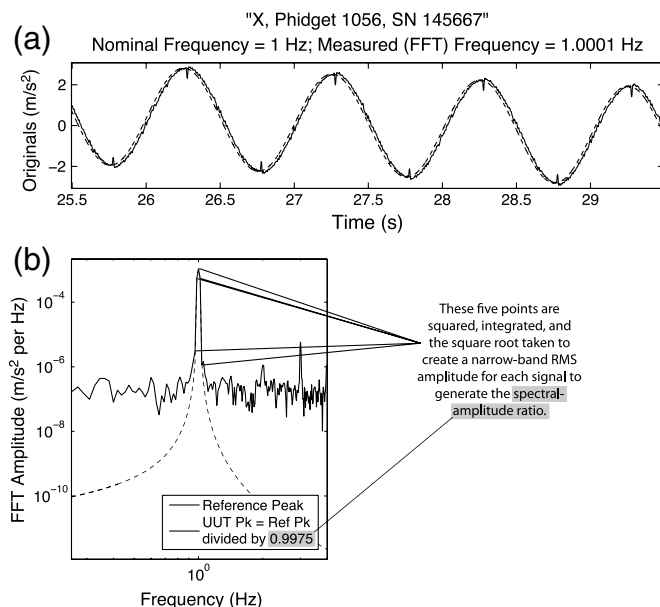 "X, Phidget 1056, SN 145667"
(a)
Nominal Frequency = 1 Hz; Measured (FFT) Frequency = 1.0001 Hz
Originals (m/s²)
2
0
−2
25.5 26 26.5 27 27.5 28 28.5 29
Time (s)
(b)
FFT Amplitude (m/s² per Hz)
10⁻⁴
10⁻⁶
10⁻⁸
10⁻¹⁰
These five points are
squared, integrated, and
the square root taken to
create a narrow-band RMS
amplitude for each signal to
generate the spectral-
amplitude ratio.
Reference Peak
UUT Pk = Ref Pk
divided by 0.9975
10⁰
Frequency (Hz)